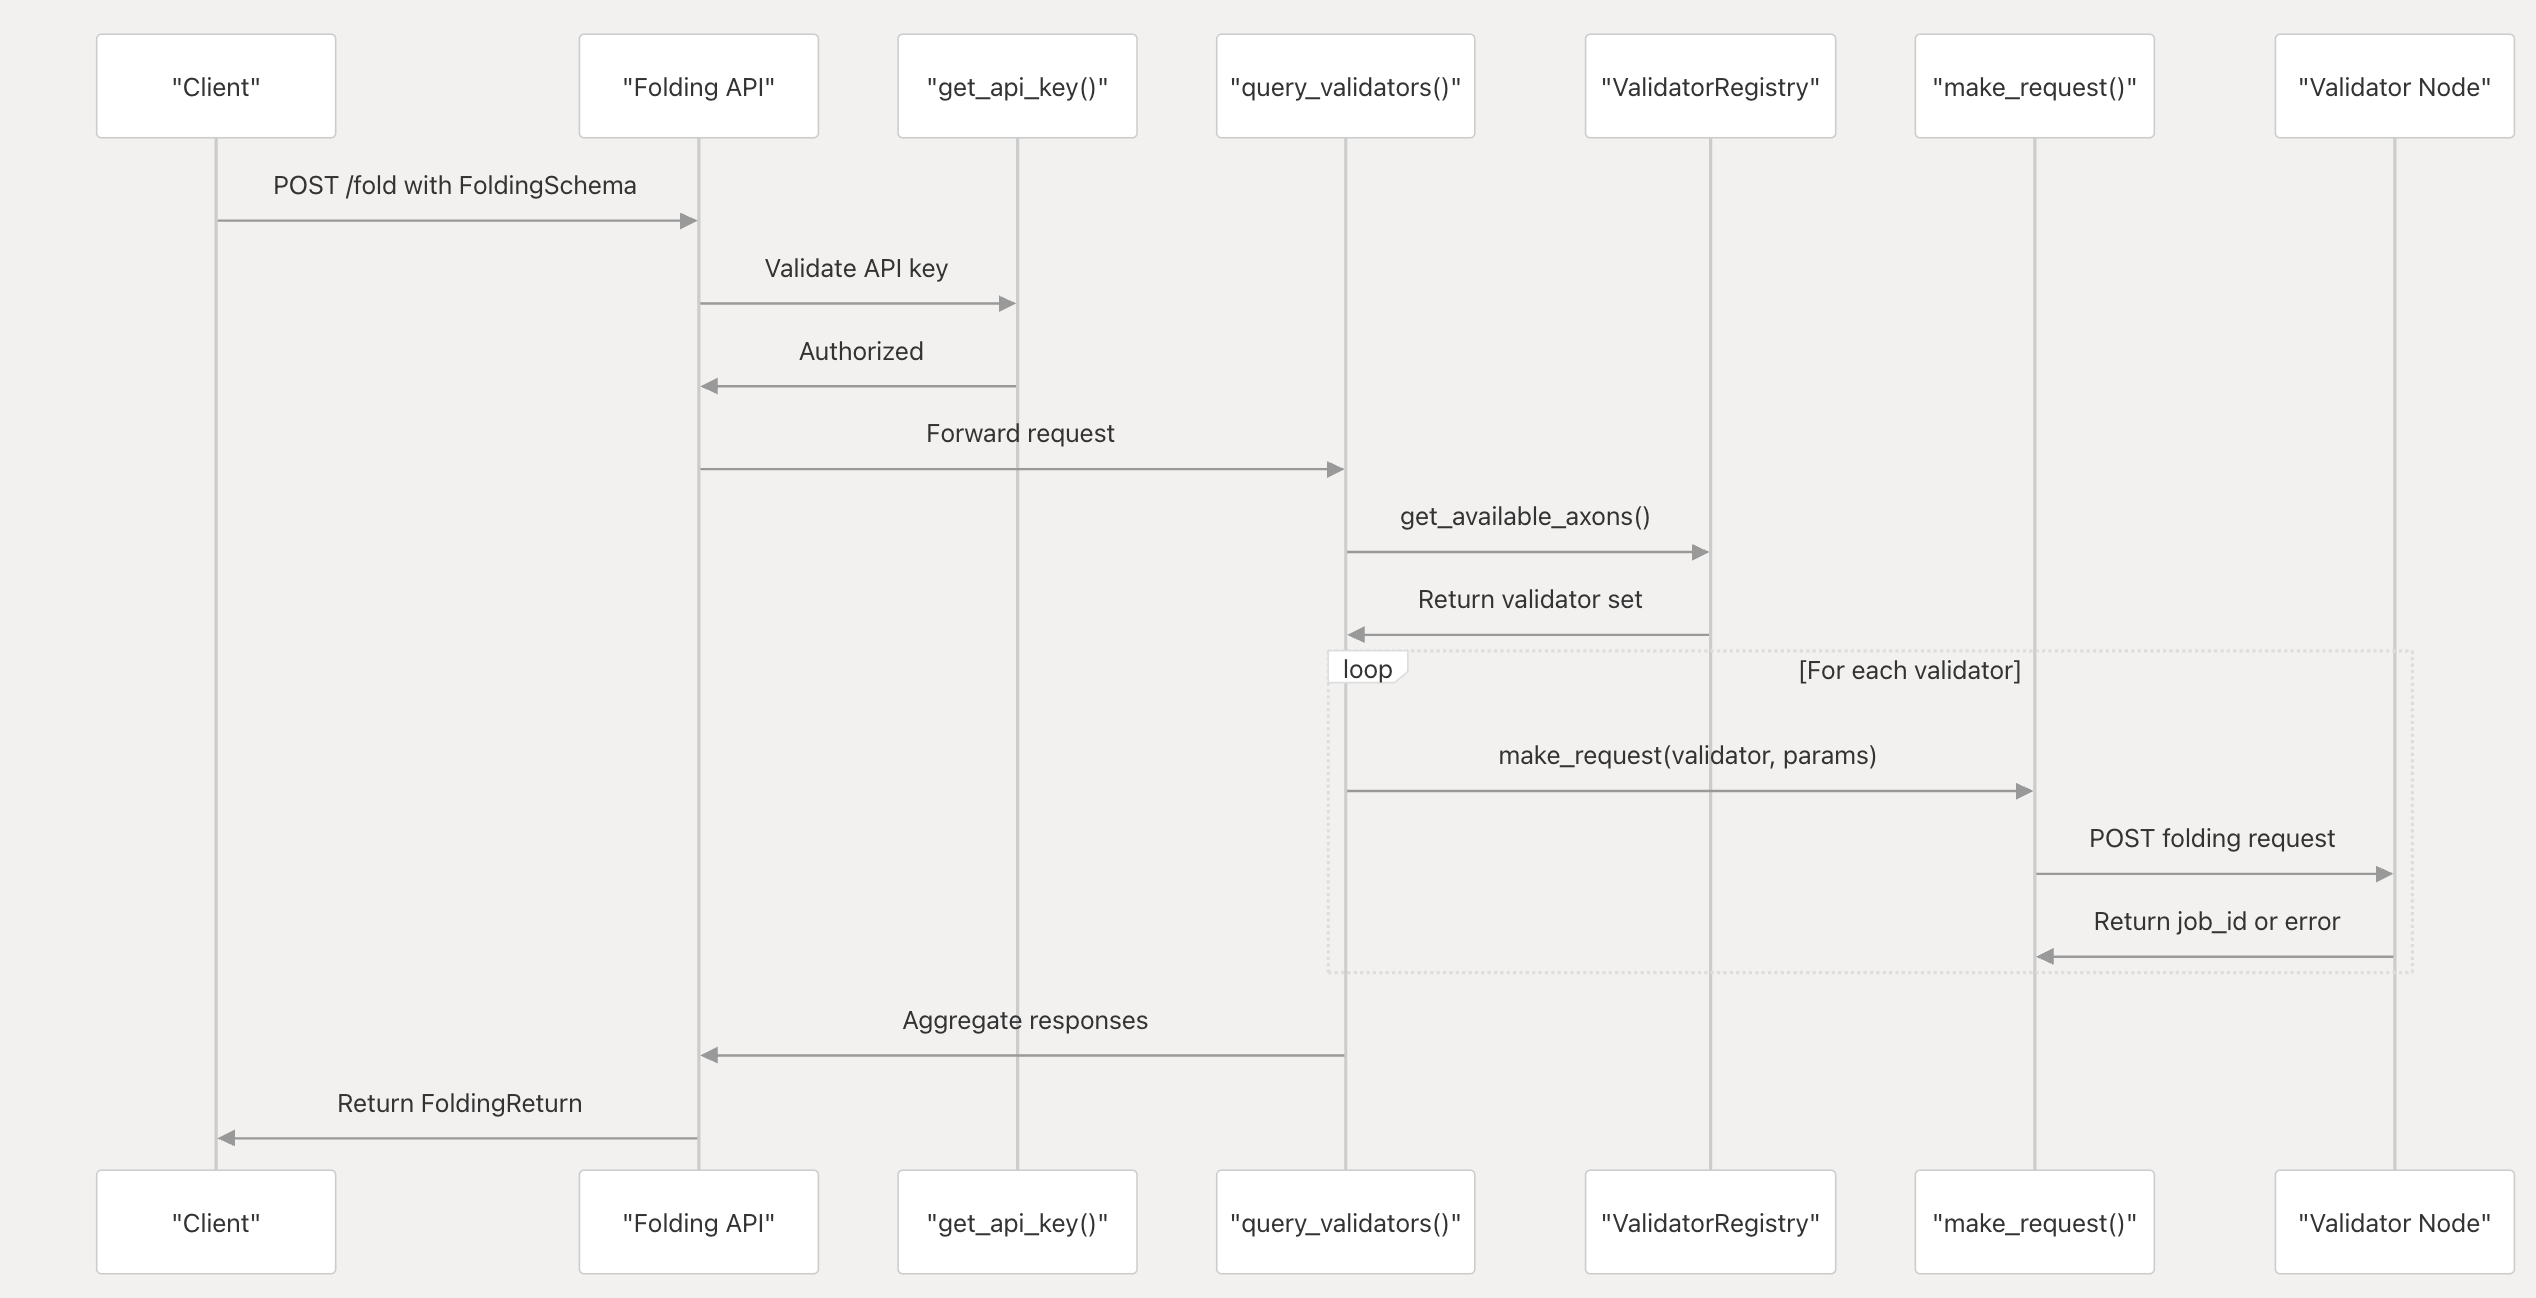 "Client"
"Folding API"
"get_api_key()"
"query_validators()"
"ValidatorRegistry"
"make_request()"
"Validator Node"
POST /fold with FoldingSchema
Validate API key
Authorized
Forward request
get_available_axons()
Return validator set
loop
[For each validator]
make_request(validator, params)
POST folding request
Return job_id or error
Aggregate responses
Return FoldingReturn
"Client"
"Folding API"
"get_api_key()"
"query_validators()"
"ValidatorRegistry"
"make_request()"
"Validator Node"